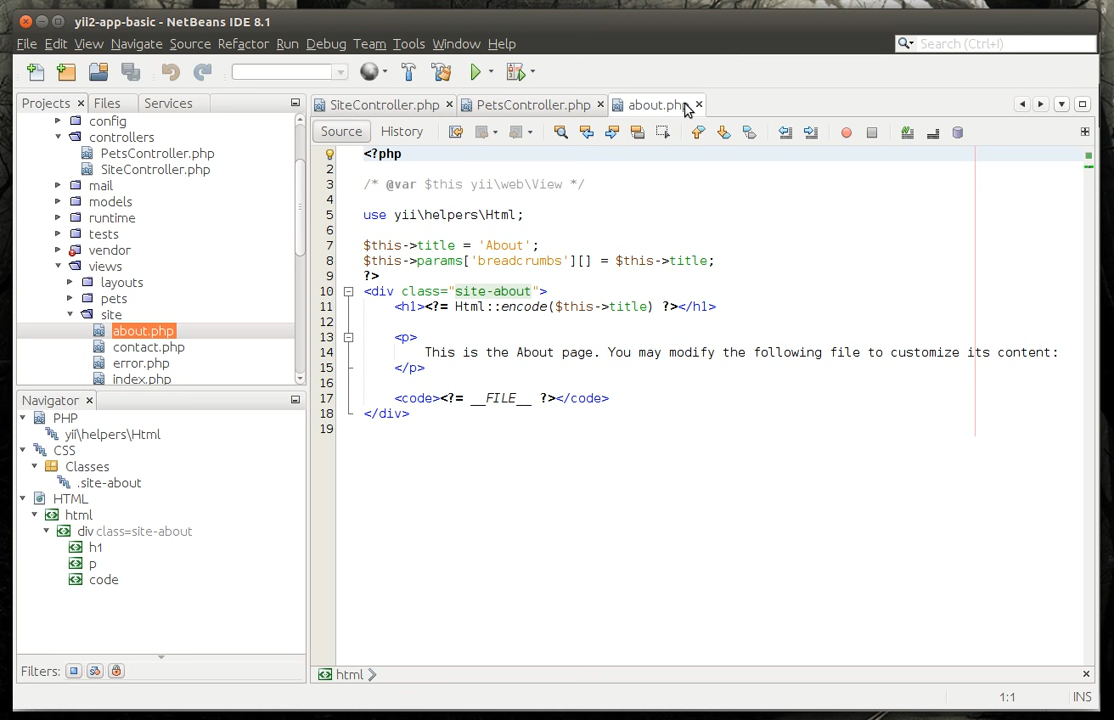 yii2-app-basic - NetBeans IDE 8.1
File Edit View Navigate Source Refactor Run Debug Team Tools Window Help
Search (Ctrl+I)
Projects Files Services
config
controllers
PetsController.php
SiteController.php
mail
models
runtime
tests
vendor
views
layouts
pets
site
about.php
contact.php
error.php
index.php
Navigator
PHP
yii\helpers\Html
CSS
Classes
.site-about
HTML
html
div class=site-about
h1
p
code
Filters:
SiteController.php PetsController.php about.php
Source History
1 <?php
2
3 /* @var $this yii\web\View */
4
5 use yii\helpers\Html;
6
7 $this->title = 'About';
8 $this->params['breadcrumbs'][] = $this->title;
9 ?>
10 <div class="site-about">
11 <h1><?= Html::encode($this->title) ?></h1>
12
13 <p>
14 This is the About page. You may modify the following file to customize its content:
15 </p>
16
17 <code><?= __FILE__ ?></code>
18 </div>
19
html
1:1 INS